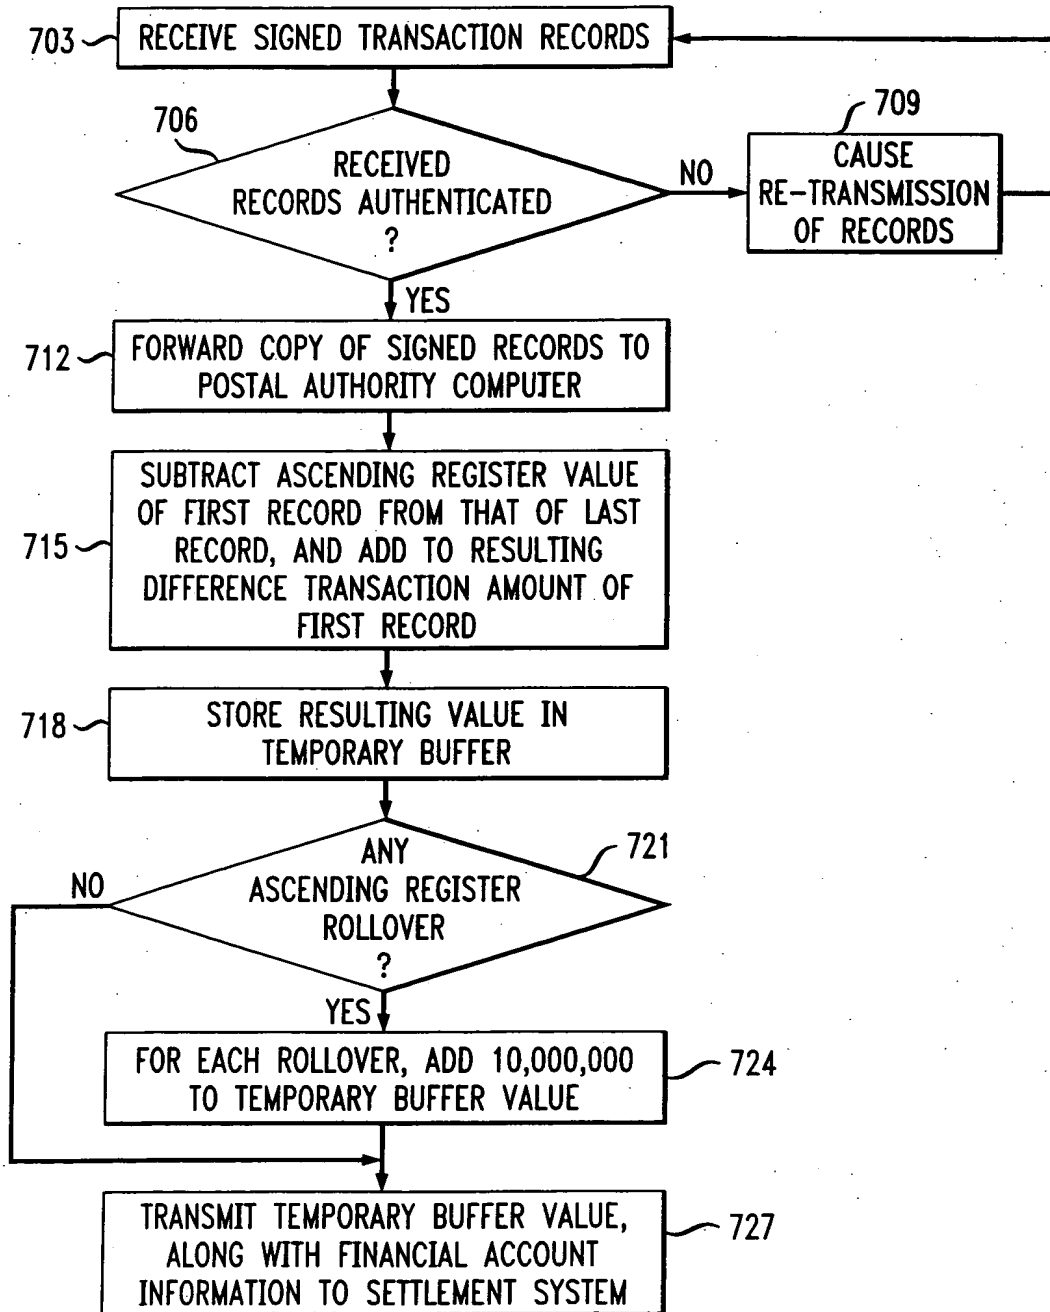 703
RECEIVE SIGNED TRANSACTION RECORDS
706
RECEIVED
RECORDS AUTHENTICATED
?
NO
709
CAUSE
RE-TRANSMISSION
OF RECORDS
YES
712
FORWARD COPY OF SIGNED RECORDS TO
POSTAL AUTHORITY COMPUTER
715
SUBTRACT ASCENDING REGISTER VALUE
OF FIRST RECORD FROM THAT OF LAST
RECORD, AND ADD TO RESULTING
DIFFERENCE TRANSACTION AMOUNT OF
FIRST RECORD
718
STORE RESULTING VALUE IN
TEMPORARY BUFFER
721
ANY
ASCENDING REGISTER
ROLLOVER
?
NO
YES
FOR EACH ROLLOVER, ADD 10,000,000
TO TEMPORARY BUFFER VALUE
724
TRANSMIT TEMPORARY BUFFER VALUE,
ALONG WITH FINANCIAL ACCOUNT
INFORMATION TO SETTLEMENT SYSTEM
727